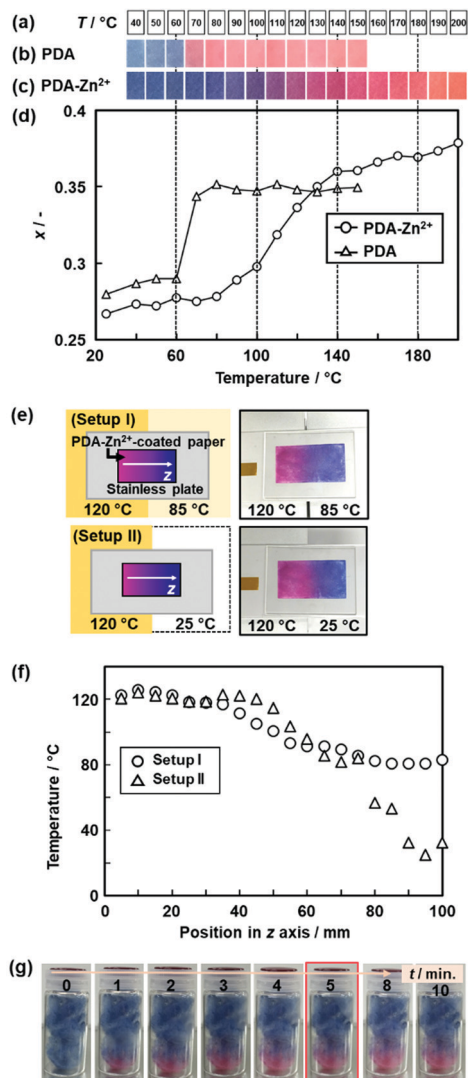 (a) T / °C 40 50 60 70 80 90 100 110 120 130 140 150 160 170 180 190 200
(b) PDA
(c) PDA-Zn²⁺
(d)
0.4
0.35
0.3
0.25
x / -
PDA-Zn²⁺
PDA
20 60 100 140 180
Temperature / °C
(e)
(Setup I)
PDA-Zn²⁺-coated paper
z
Stainless plate
120 °C 85 °C
120 °C 85 °C
(Setup II)
z
120 °C 25 °C
120 °C 25 °C
(f)
120
80
40
0
Temperature / °C
Setup I
Setup II
0 20 40 60 80 100
Position in z axis / mm
(g)
t / min.
0 1 2 3 4 5 8 10